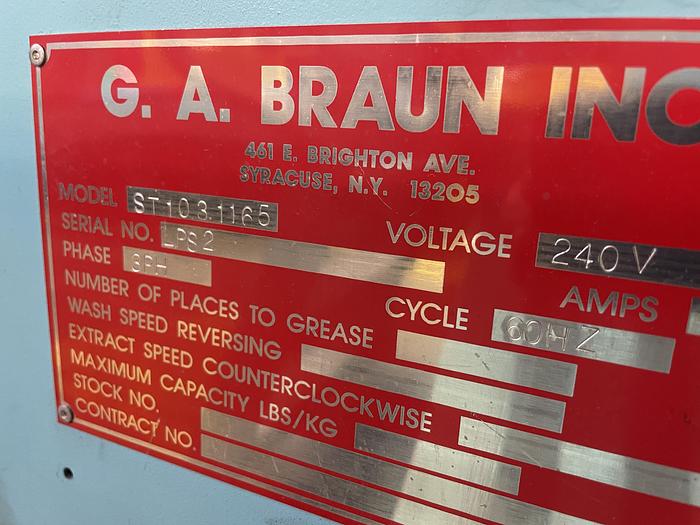 G. A. BRAUN INC
461 E. BRIGHTON AVE.
SYRACUSE, N.Y. 13205
MODEL ST103.1165
SERIAL NO. LPS2
VOLTAGE 240 V
PHASE 3PH
AMPS
CYCLE 60HZ
NUMBER OF PLACES TO GREASE
WASH SPEED REVERSING
EXTRACT SPEED COUNTERCLOCKWISE
MAXIMUM CAPACITY LBS/KG
STOCK NO.
CONTRACT NO.